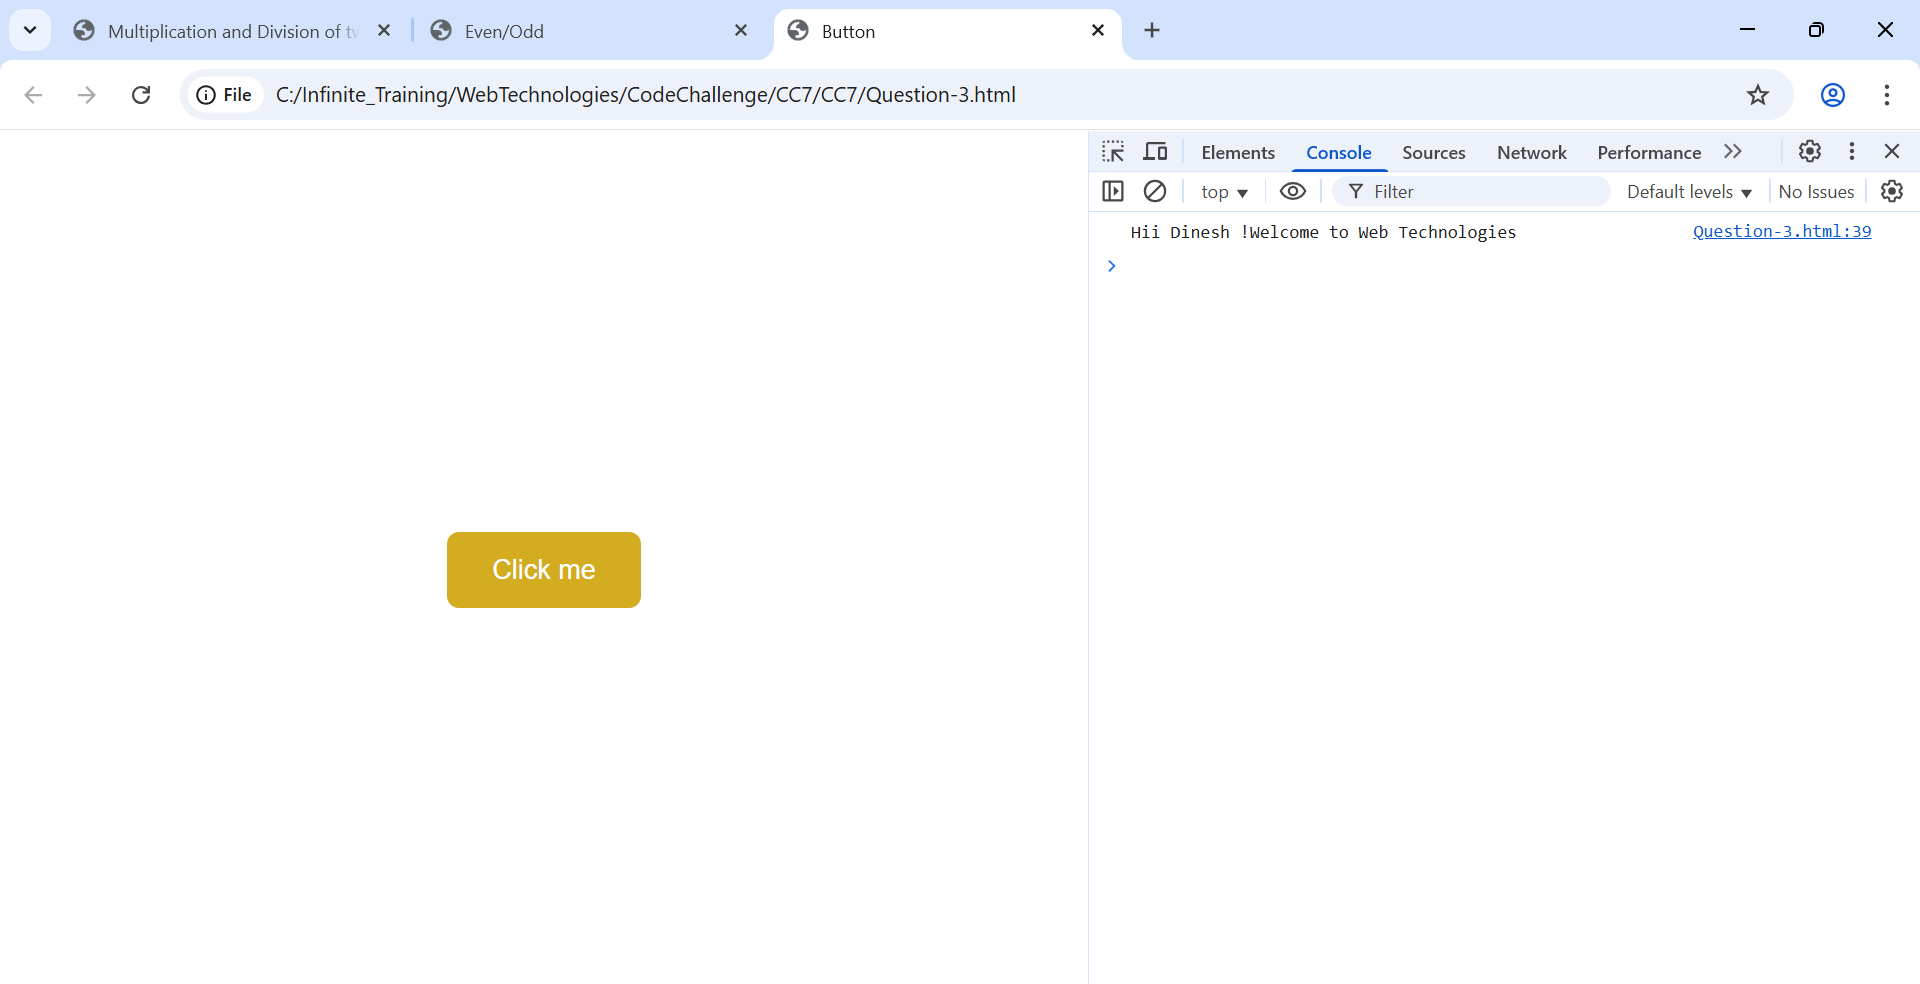 Multiplication and Division of tw
Even/Odd
Button
File
C:/Infinite_Training/WebTechnologies/CodeChallenge/CC7/CC7/Question-3.html
Elements
Console
Sources
Network
Performance
top
Filter
Default levels
No Issues
Hii Dinesh !Welcome to Web Technologies
Question-3.html:39
Click me